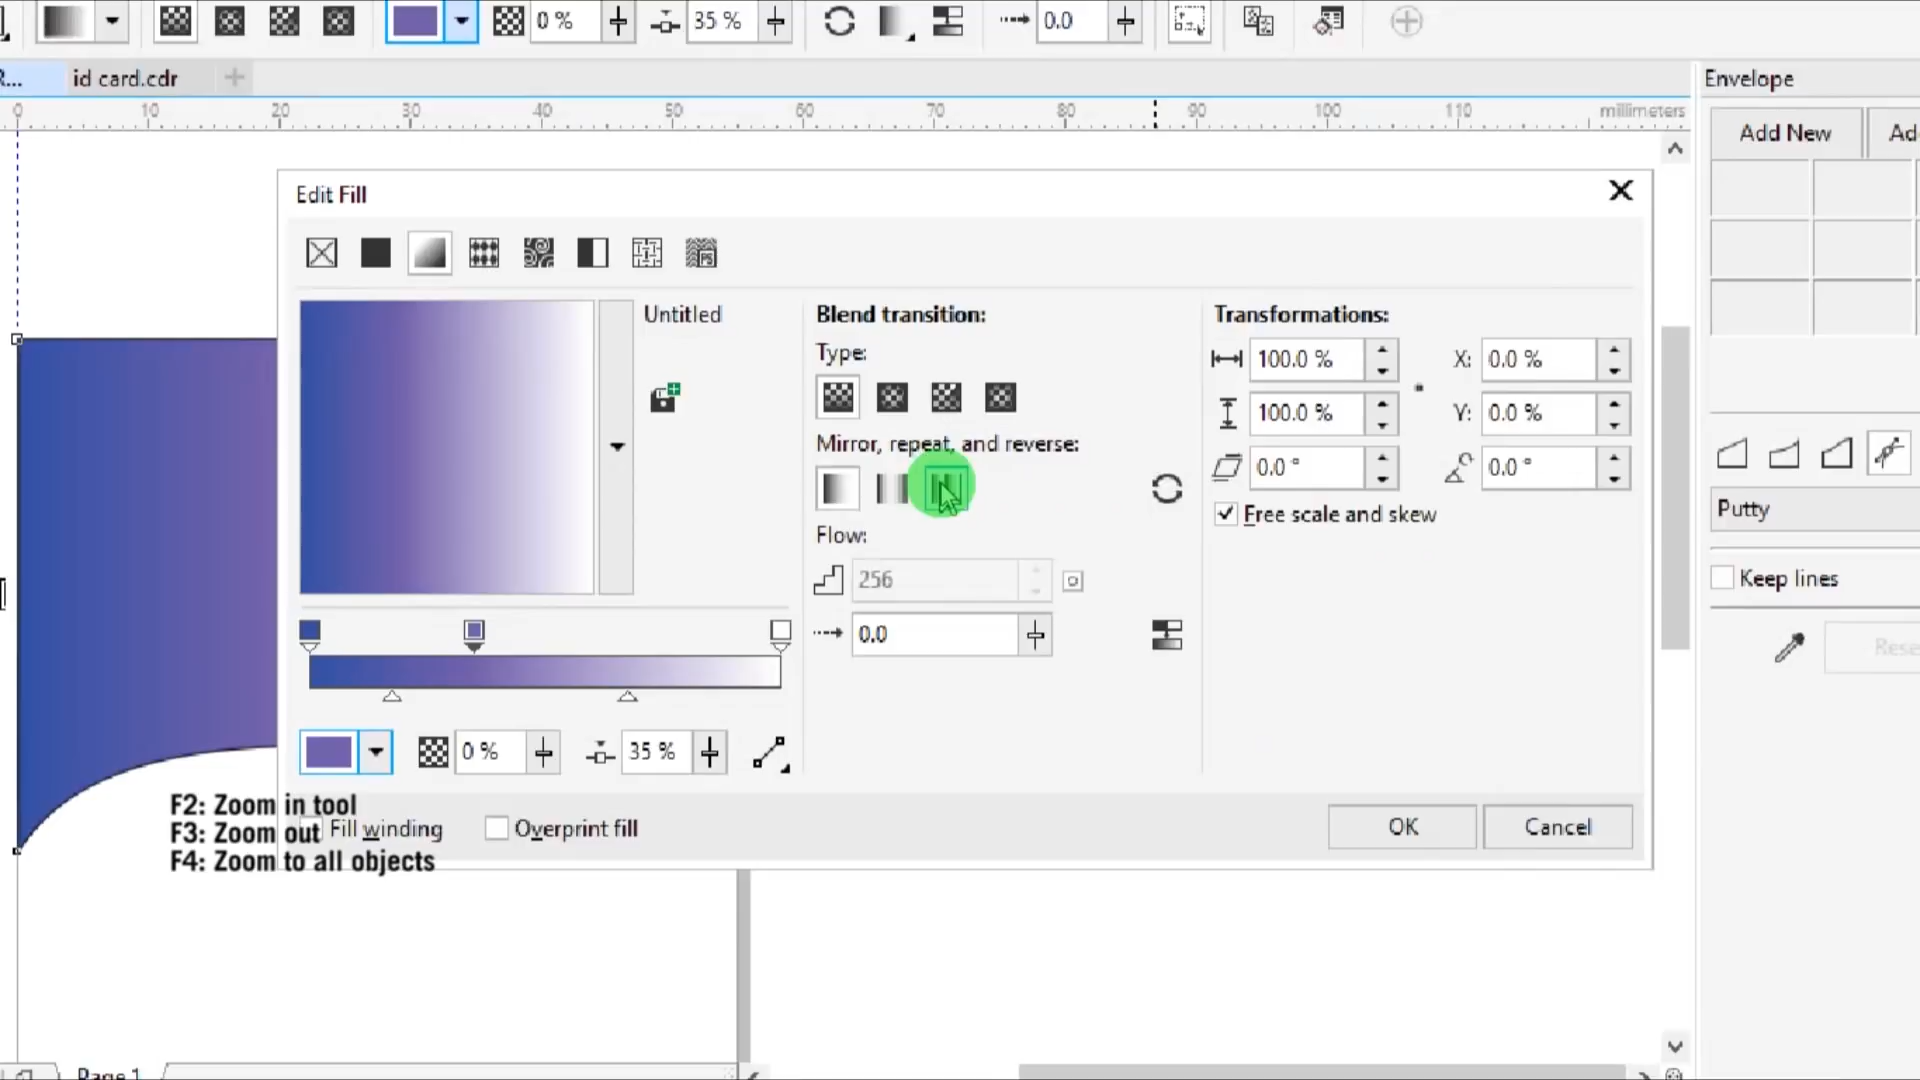 0 %
35 %
0.0
R...
id card.cdr
Envelope
0 10 20 30 40 50 60 70 80 90 100 110 millimeters
Add New
Ad
Edit Fill
Untitled
Blend transition:
Transformations:
Type:
100.0 %
X: 0.0 %
100.0 %
Y: 0.0 %
Mirror, repeat, and reverse:
0.0 °
0.0 °
Putty
Free scale and skew
Flow:
256
Keep lines
0.0
Rese
0 %
35 %
F2: Zoom in tool
F3: Zoom out
F4: Zoom to all objects
Fill winding
Overprint fill
OK
Cancel
Page 1